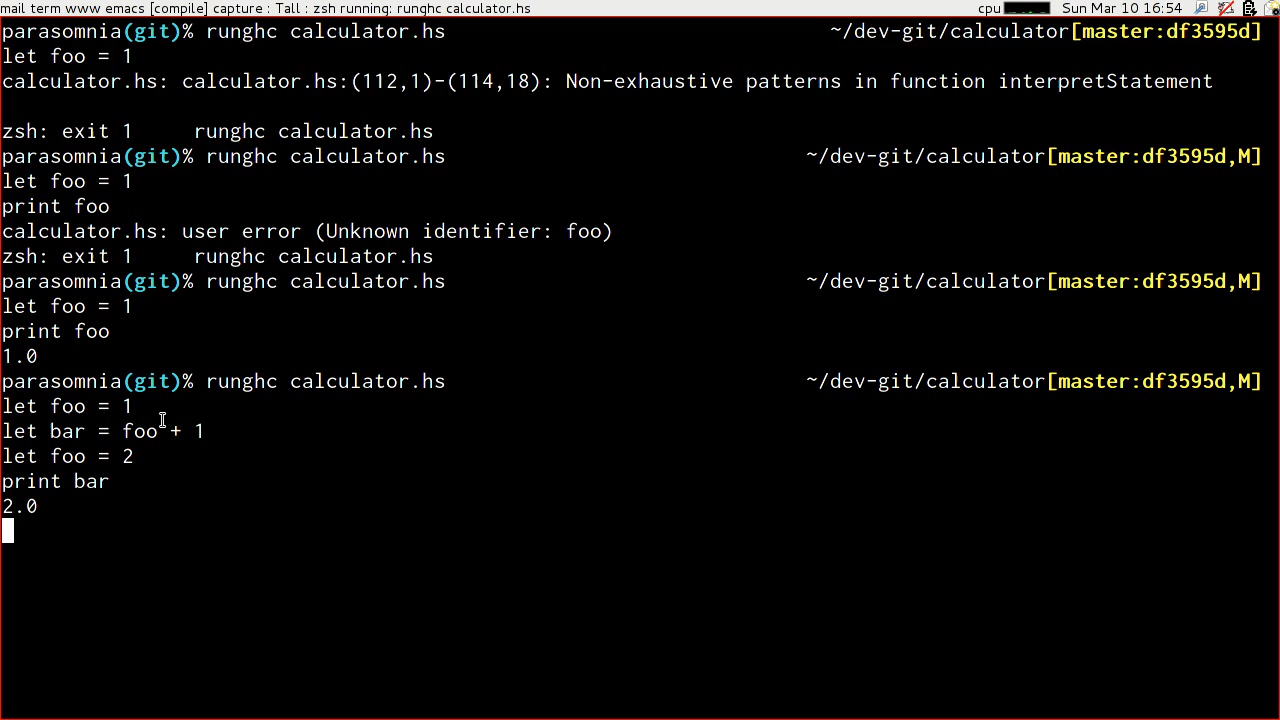 mail term www emacs [compile] capture : Tall : zsh running: runghc calculator.hs cpu Sun Mar 10 16:54
parasomnia(git)% runghc calculator.hs ~/dev-git/calculator[master:df3595d]
let foo = 1
calculator.hs: calculator.hs:(112,1)-(114,18): Non-exhaustive patterns in function interpretStatement
zsh: exit 1     runghc calculator.hs
parasomnia(git)% runghc calculator.hs ~/dev-git/calculator[master:df3595d,M]
let foo = 1
print foo
calculator.hs: user error (Unknown identifier: foo)
zsh: exit 1     runghc calculator.hs
parasomnia(git)% runghc calculator.hs ~/dev-git/calculator[master:df3595d,M]
let foo = 1
print foo
1.0
parasomnia(git)% runghc calculator.hs ~/dev-git/calculator[master:df3595d,M]
let foo = 1
let bar = foo + 1
let foo = 2
print bar
2.0